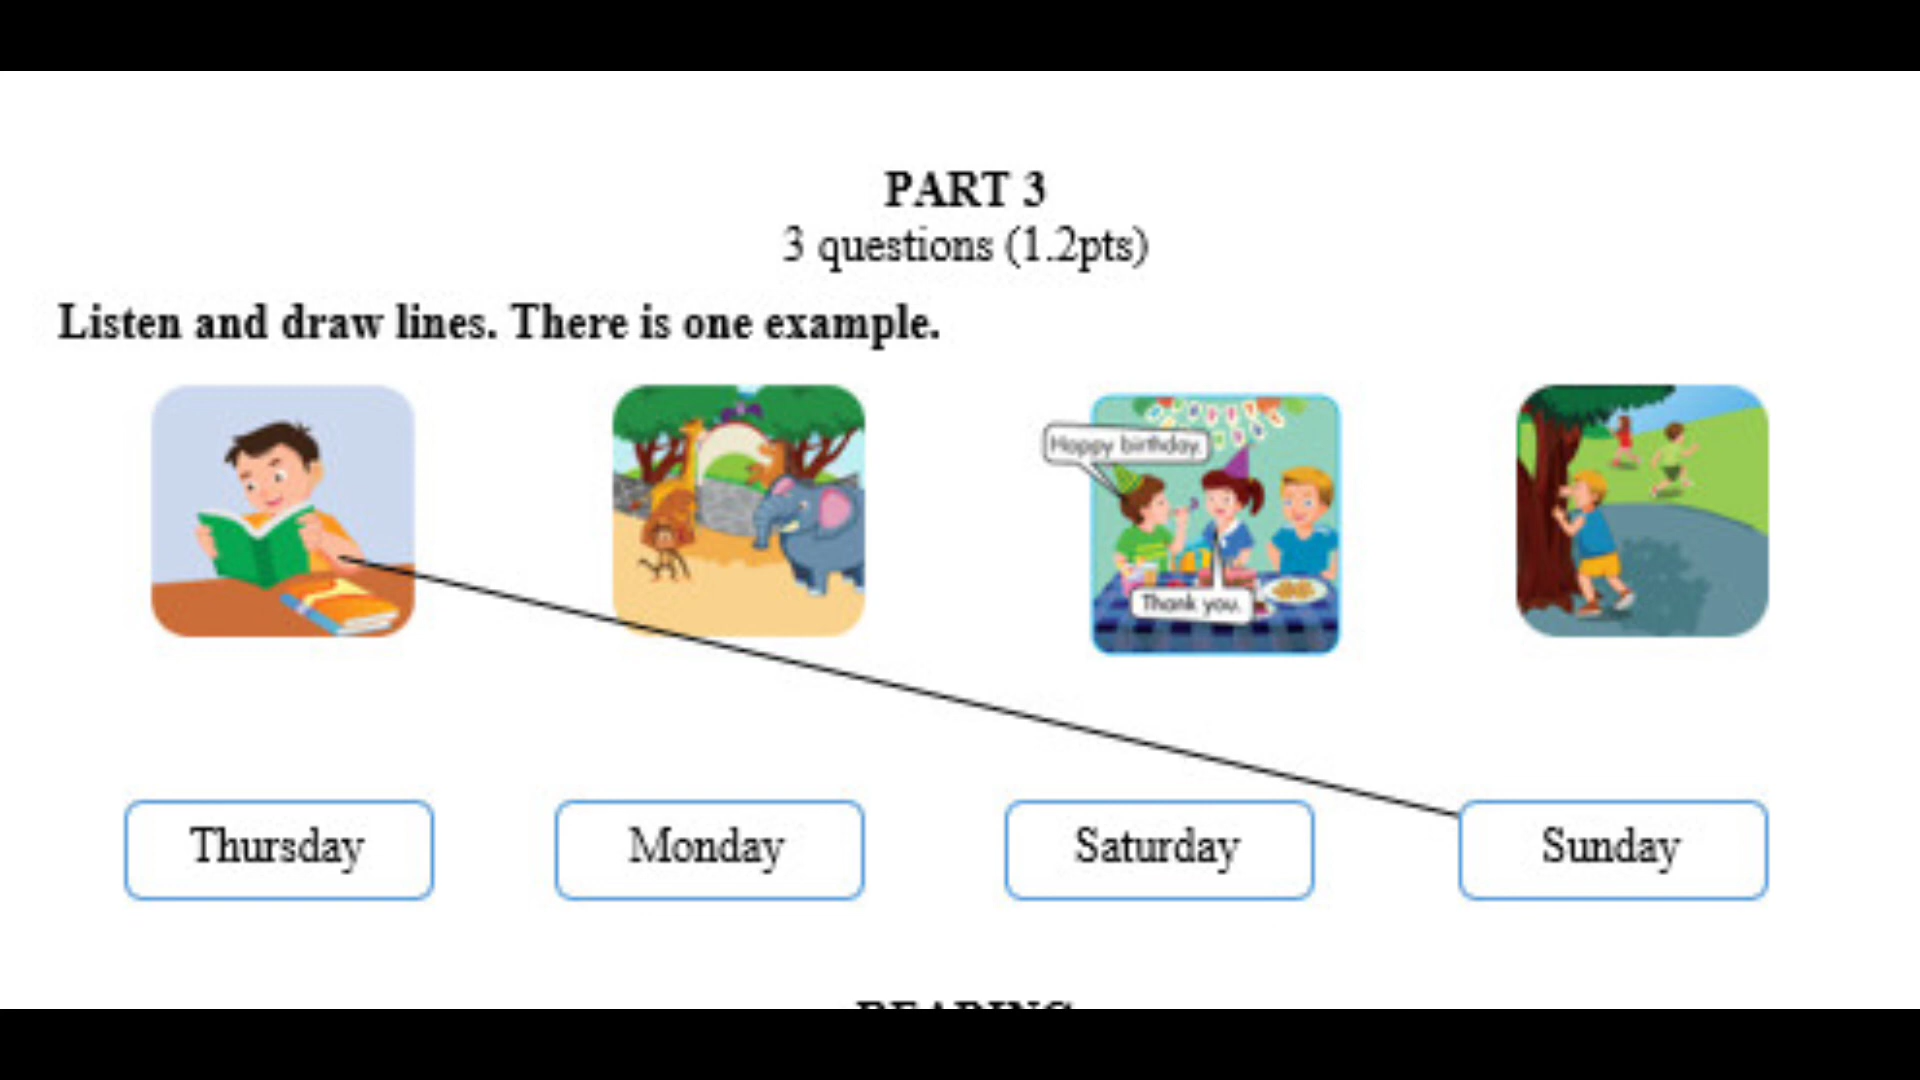 PART 3
3 questions (1.2pts)
Listen and draw lines. There is one example.
Happy birthday.
Thank you.
Thursday
Monday
Saturday
Sunday